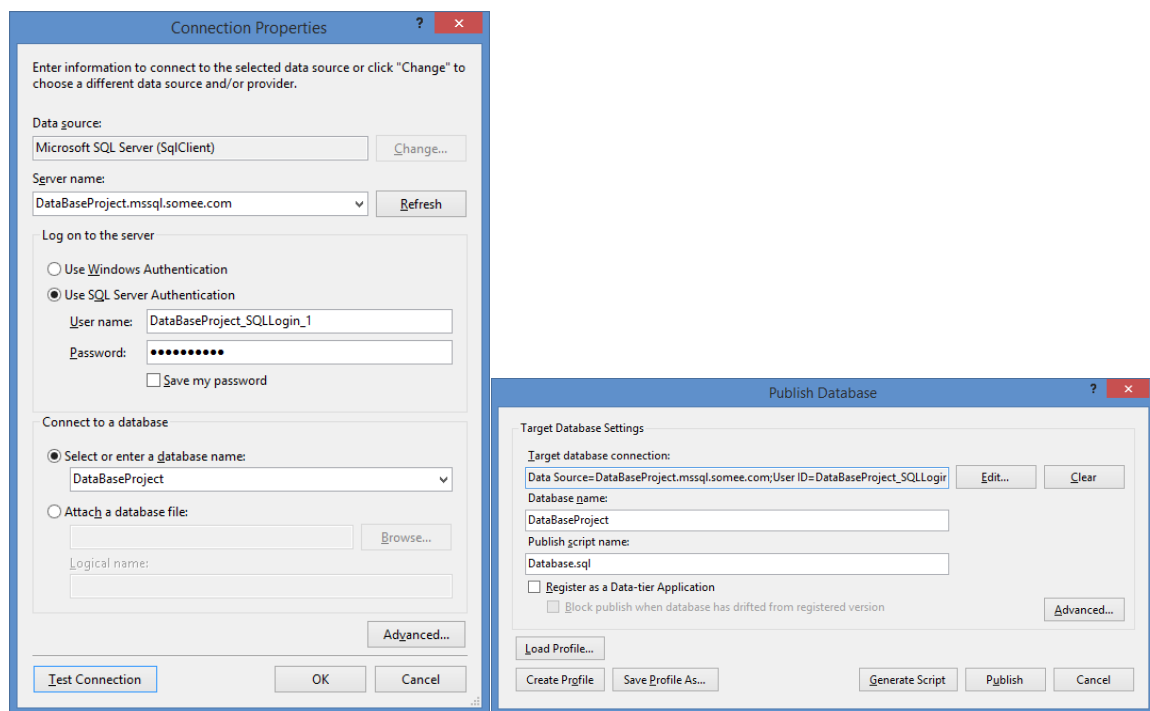 Connection Properties
?
Enter information to connect to the selected data source or click "Change" to
choose a different data source and/or provider.
Data source:
Microsoft SQL Server (SqlClient)
Change...
Server name:
DataBaseProject.mssql.somee.com
Refresh
Log on to the server
Use Windows Authentication
Use SQL Server Authentication
User name:
DataBaseProject_SQLLogin_1
Password:
●●●●●●●●●●
Save my password
Connect to a database
Select or enter a database name:
DataBaseProject
Attach a database file:
Browse...
Logical name:
Advanced...
Test Connection
OK
Cancel
Publish Database
?
Target Database Settings
Target database connection:
Data Source=DataBaseProject.mssql.somee.com;User ID=DataBaseProject_SQLLogin
Edit...
Clear
Database name:
DataBaseProject
Publish script name:
Database.sql
Register as a Data-tier Application
Block publish when database has drifted from registered version
Advanced...
Load Profile...
Create Profile
Save Profile As...
Generate Script
Publish
Cancel